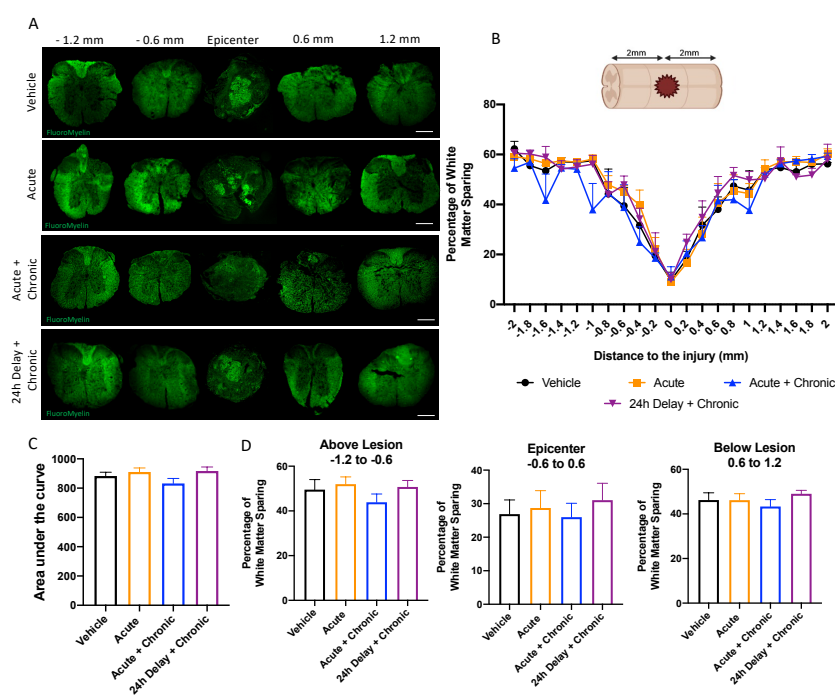 A
- 1.2 mm
- 0.6 mm
Epicenter
0.6 mm
1.2 mm
Vehicle
FluoroMyelin
Acute
FluoroMyelin
Acute +
Chronic
FluoroMyelin
24h Delay +
Chronic
FluoroMyelin
B
2mm
2mm
Percentage of White
Matter Sparing
80
60
40
20
0
-2
-1.8
-1.6
-1.4
-1.2
-1
-0.8
-0.6
-0.4
-0.2
0
0.2
0.4
0.6
0.8
1
1.2
1.4
1.6
1.8
2
Distance to the injury (mm)
Vehicle
Acute
Acute + Chronic
24h Delay + Chronic
C
Area under the curve
1000
800
600
400
200
0
Vehicle
Acute
Acute + Chronic
24h Delay + Chronic
D
Above Lesion
-1.2 to -0.6
Percentage of
White Matter Sparing
60
40
20
0
Vehicle
Acute
Acute + Chronic
24h Delay + Chronic
Epicenter
-0.6 to 0.6
Percentage of
White Matter Sparing
40
30
20
10
0
Vehicle
Acute
Acute + Chronic
24h Delay + Chronic
Below Lesion
0.6 to 1.2
Percentage of
White Matter Sparing
60
40
20
0
Vehicle
Acute
Acute + Chronic
24h Delay + Chronic